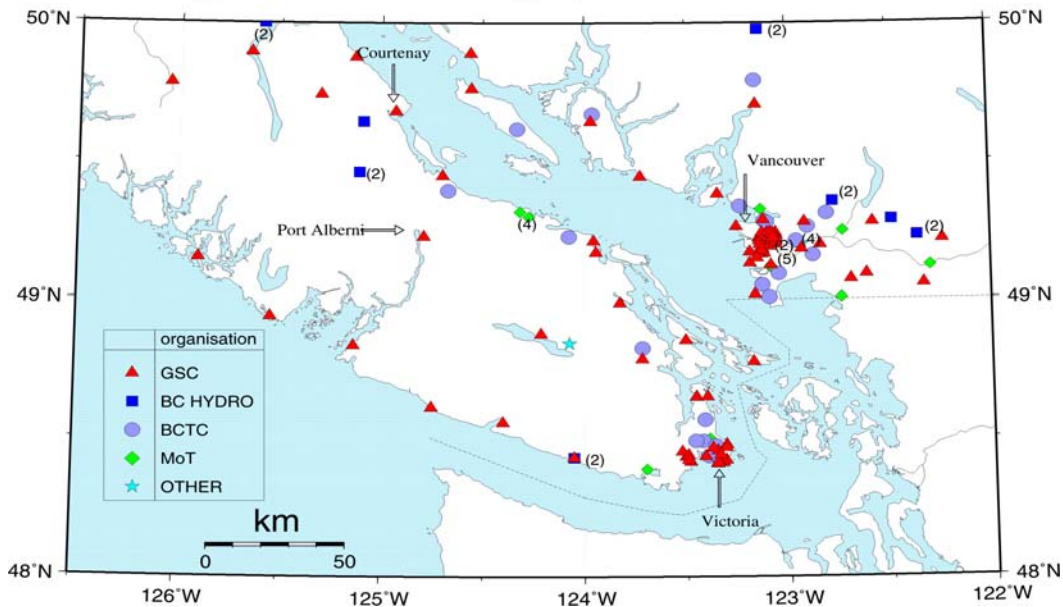 50°N
50°N
(2)
(2)
Courtenay
Vancouver
(2)
(2)
(2)
Port Alberni
(4)
(4)
(2)
(5)
49°N
49°N
organisation
GSC
BC HYDRO
BCTC
MoT
OTHER
(2)
km
Victoria
0
50
48°N
48°N
126°W
125°W
124°W
123°W
122°W